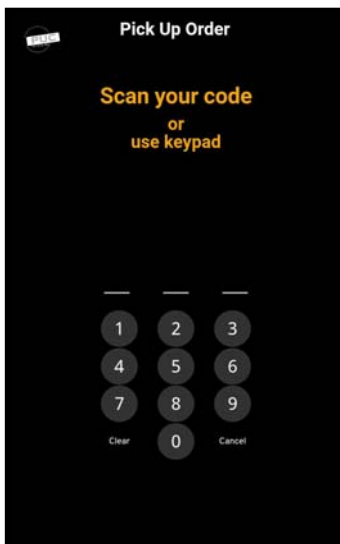 PUC
Pick Up Order
Scan your code
or
use keypad
1 2 3
4 5 6
7 8 9
Clear 0 Cancel